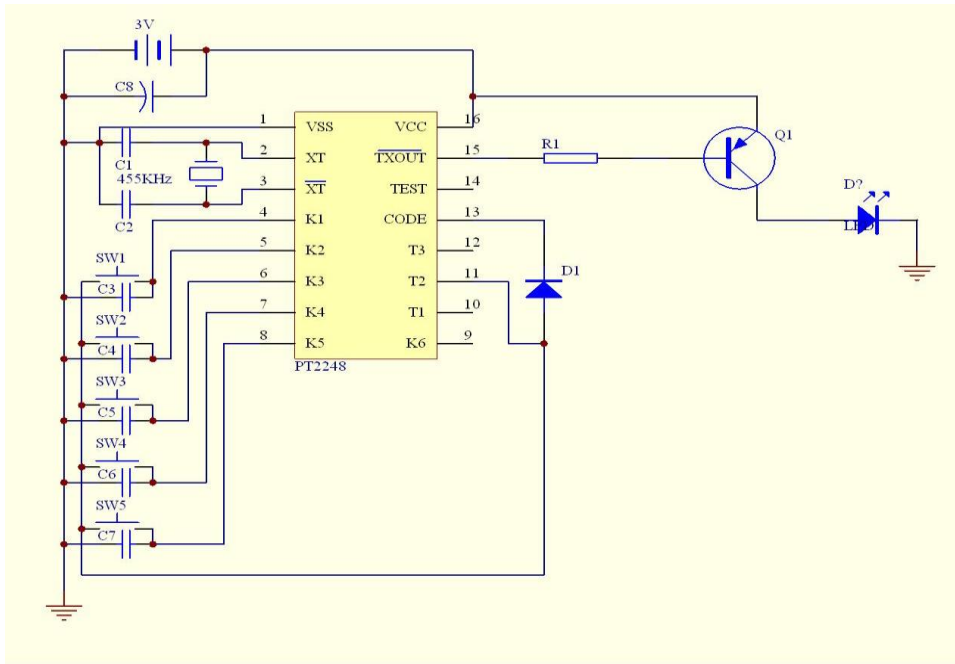 3V
C8
C1
455KHz
C2
SW1
C3
SW2
C4
SW3
C5
SW4
C6
SW5
C7
1 VSS VCC 16
2 XT TXOUT 15
3 XT TEST 14
4 K1 CODE 13
5 K2 T3 12
6 K3 T2 11
7 K4 T1 10
8 K5 K6 9
PT2248
R1
Q1
D?
LED
D1